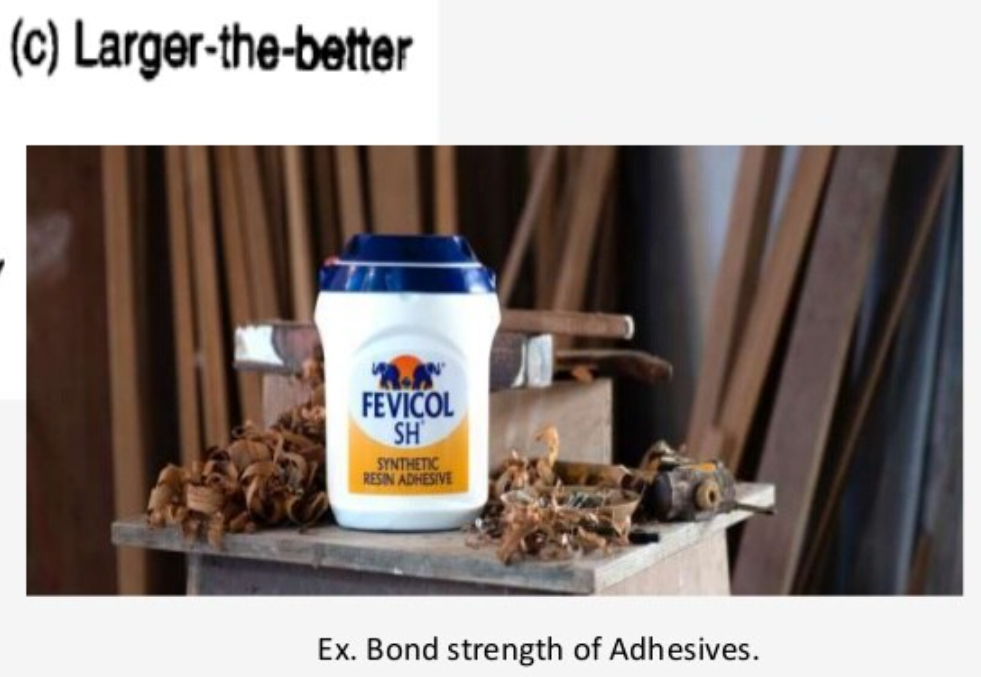 (c) Larger-the-better
FEVICOL
SH
SYNTHETIC
RESIN ADHESIVE
Ex. Bond strength of Adhesives.